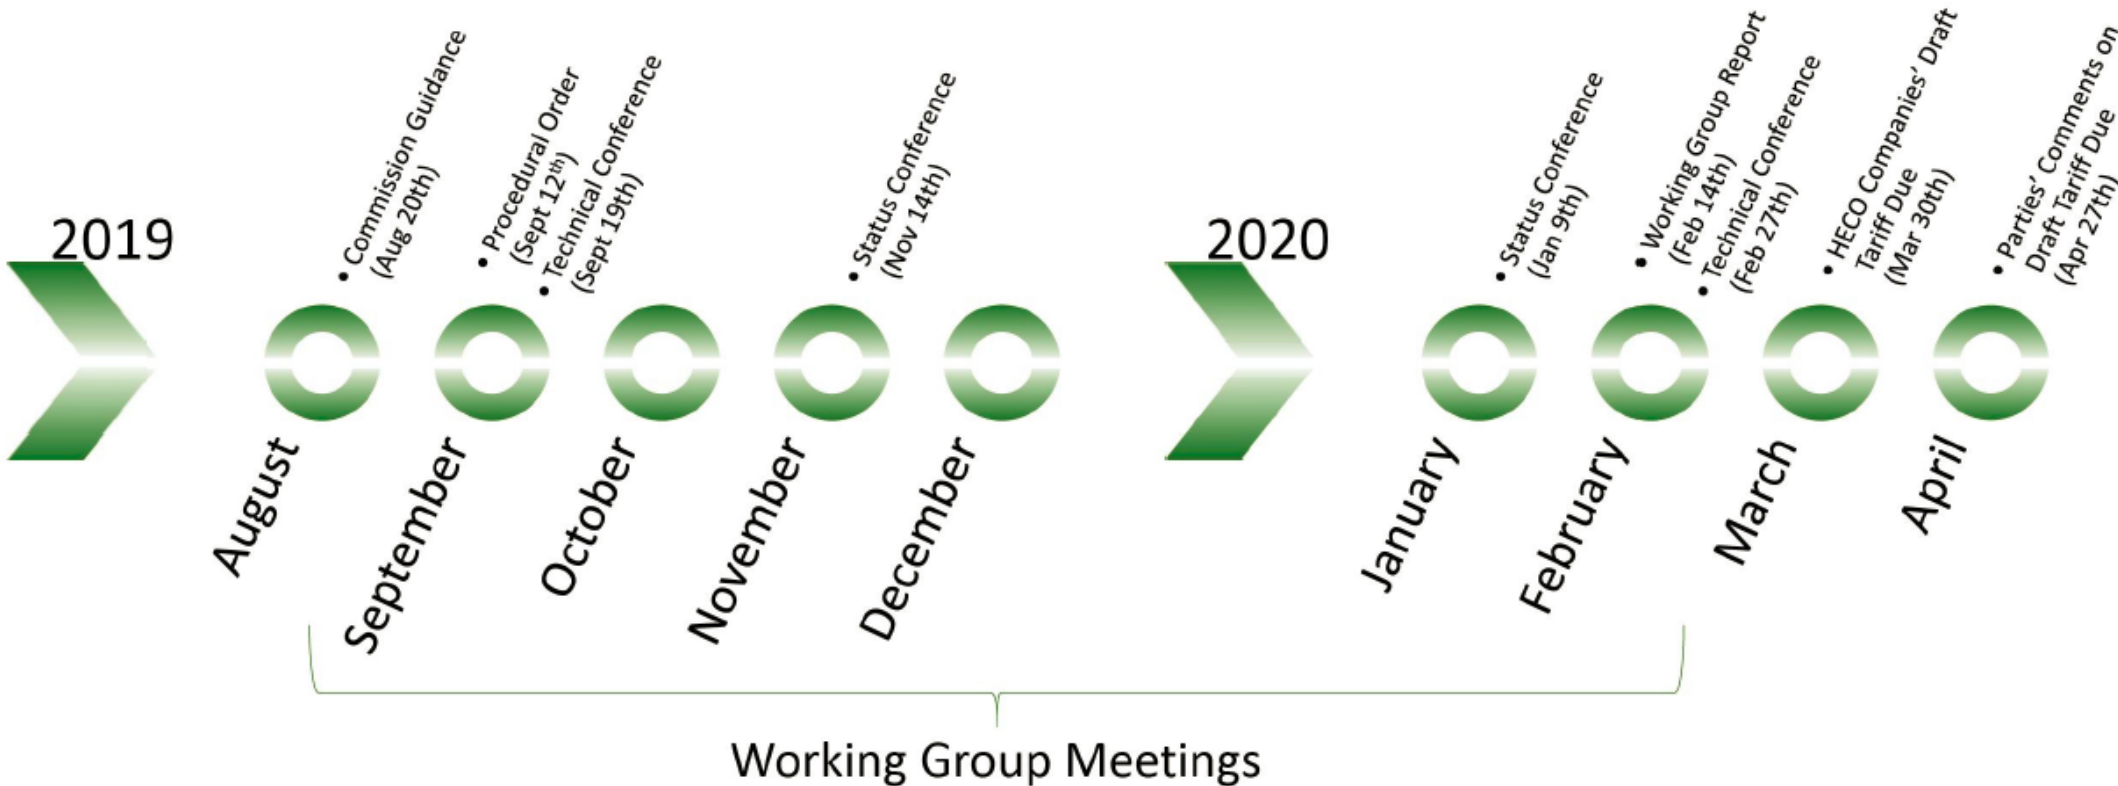 2019
• Commission Guidance
(Aug 20th)
• Procedural Order
(Sept 12th)
• Technical Conference
(Sept 19th)
• Status Conference
(Nov 14th)
2020
• Status Conference
(Jan 9th)
• Working Group Report
(Feb 14th)
• Technical Conference
(Feb 27th)
• HECO Companies' Draft
Tariff Due
(Mar 30th)
• Parties' Comments on
Draft Tariff Due
(Apr 27th)
August
September
October
November
December
January
February
March
April
Working Group Meetings